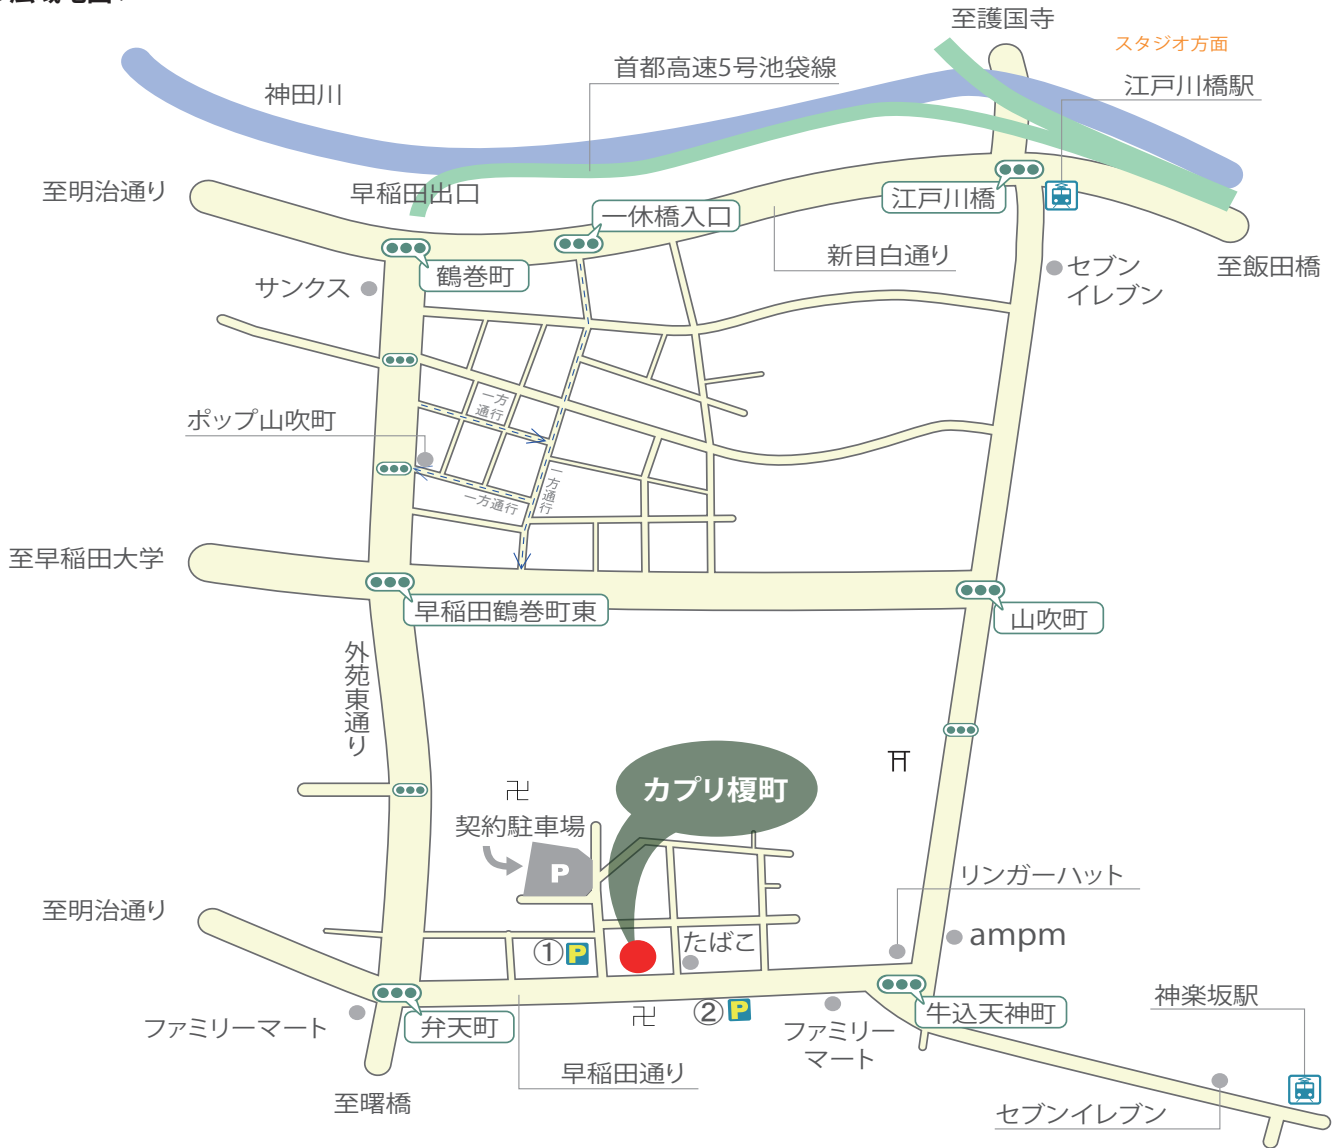 至護国寺
スタジオ方面
首都高速5号池袋線
江戸川橋駅
神田川
至明治通り
早稲田出口
江戸川橋
一休橋入口
新目白通り
セブン
イレブン
至飯田橋
鶴巻町
サンクス
一方
通行
ポップ山吹町
一方通行
一方通行
至早稲田大学
早稲田鶴巻町東
山吹町
外苑東通り
カプリ榎町
卍
契約駐車場
P
リンガーハット
至明治通り
たばこ
ampm
① P
② P
卍
牛込天神町
神楽坂駅
ファミリーマート
弁天町
ファミリー
マート
早稲田通り
至曙橋
セブンイレブン